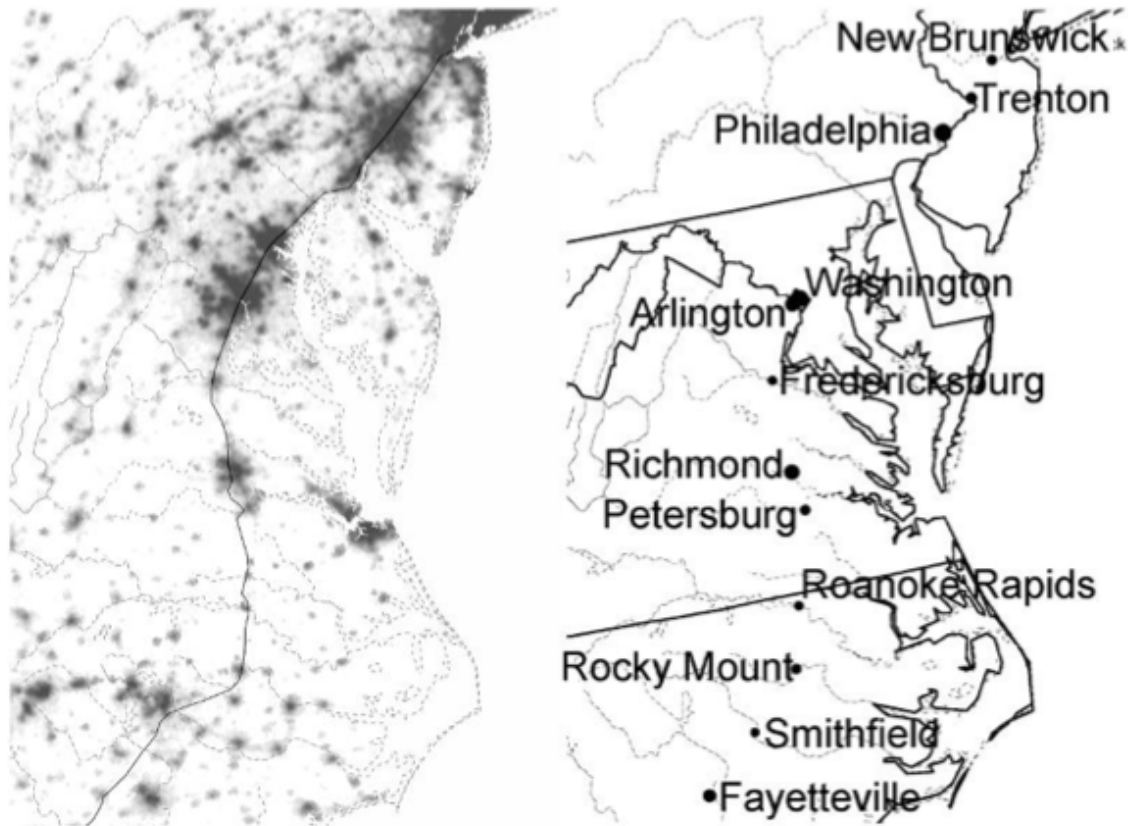 New Brunswick
Trenton
Philadelphia
Washington
Arlington
Fredericksburg
Richmond
Petersburg
Roanoke Rapids
Rocky Mount
Smithfield
Fayetteville